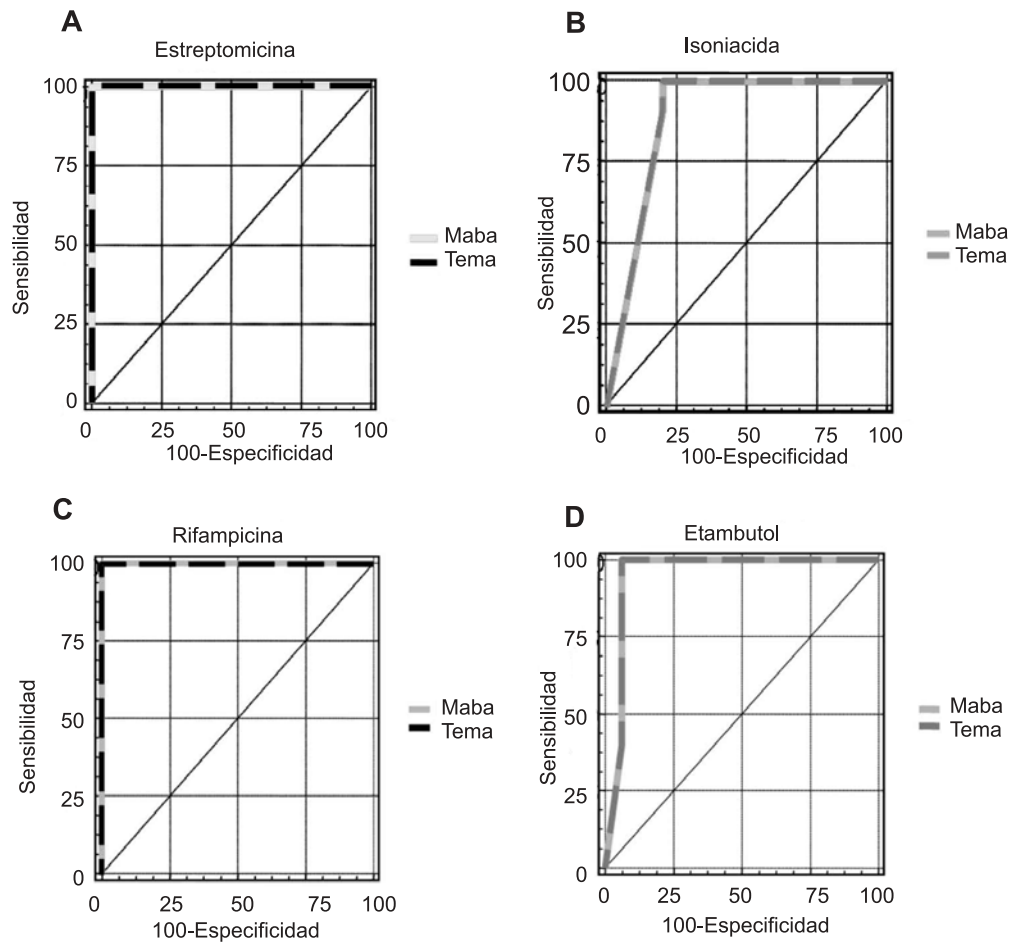 A
Estreptomicina
100
75
50
25
0
Sensibilidad
0 25 50 75 100
100-Especificidad
Maba
Tema
B
Isoniacida
100
75
50
25
0
Sensibilidad
0 25 50 75 100
100-Especificidad
Maba
Tema
C
Rifampicina
100
75
50
25
0
Sensibilidad
0 25 50 75 100
100-Especificidad
Maba
Tema
D
Etambutol
100
75
50
25
0
Sensibilidad
0 25 50 75 100
100-Especificidad
Maba
Tema